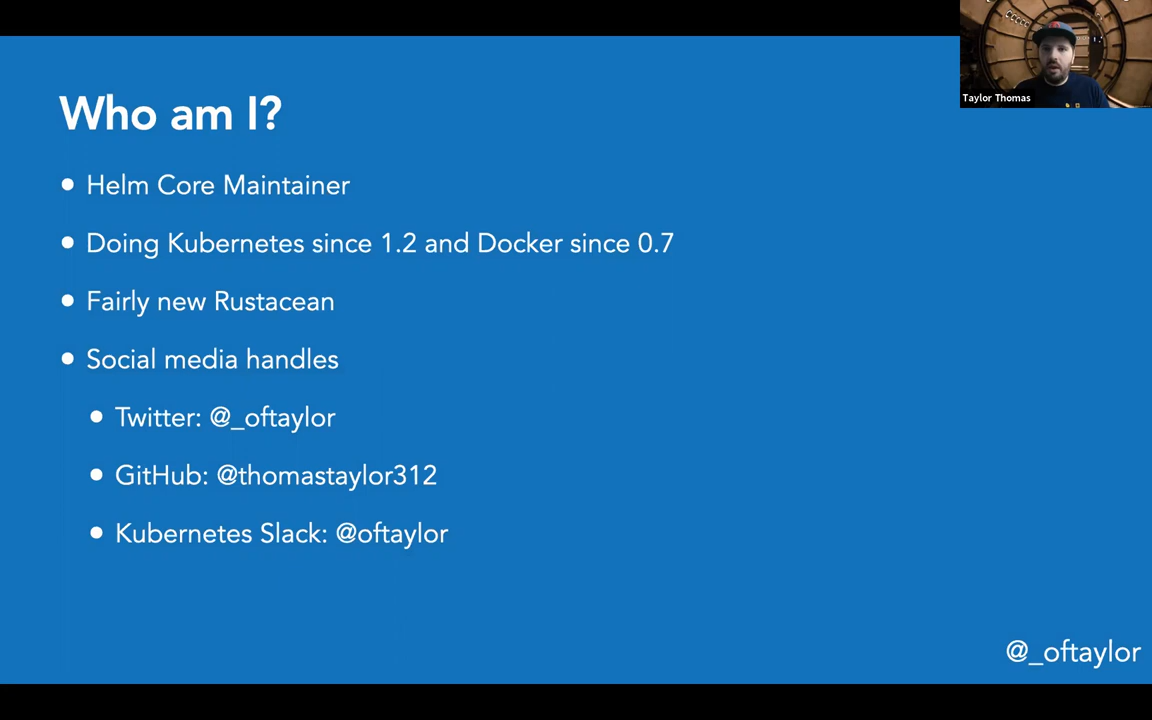 Taylor Thomas
Who am I?
• Helm Core Maintainer
• Doing Kubernetes since 1.2 and Docker since 0.7
• Fairly new Rustacean
• Social media handles
• Twitter: @_oftaylor
• GitHub: @thomastaylor312
• Kubernetes Slack: @oftaylor
@_oftaylor